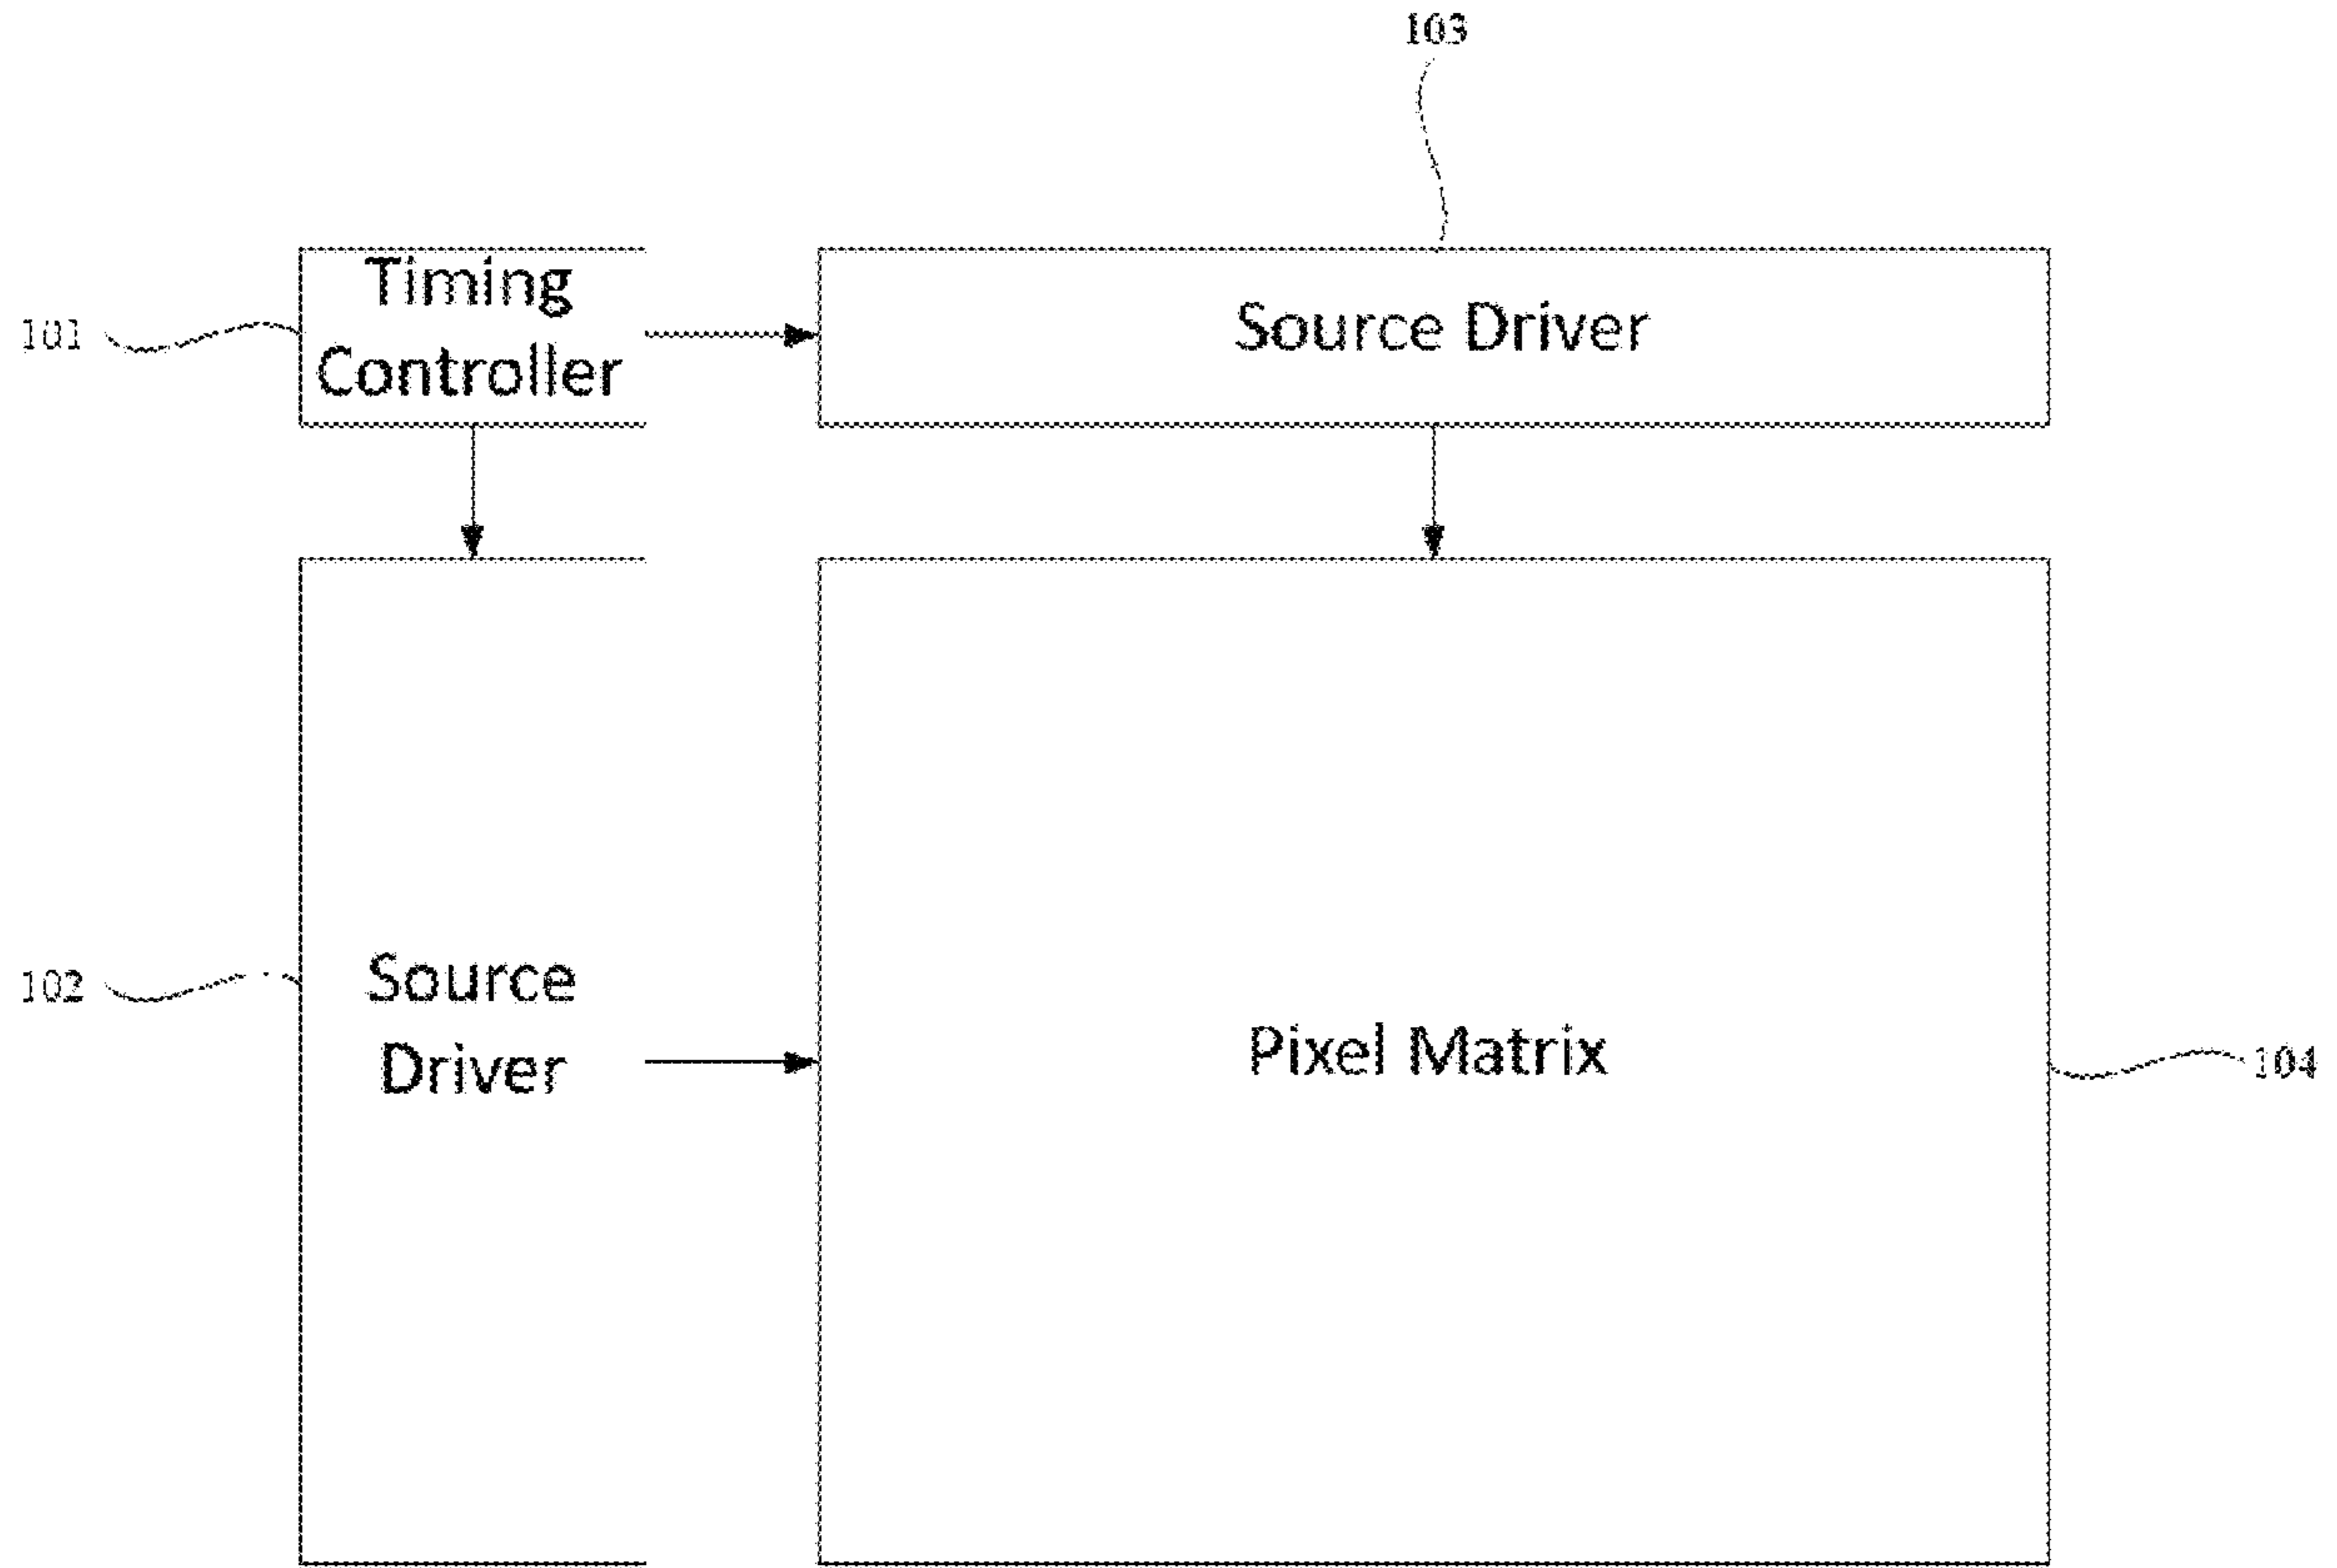 103
101
Timing
Controller
Source Driver
102
Source
Driver
Pixel Matrix
104